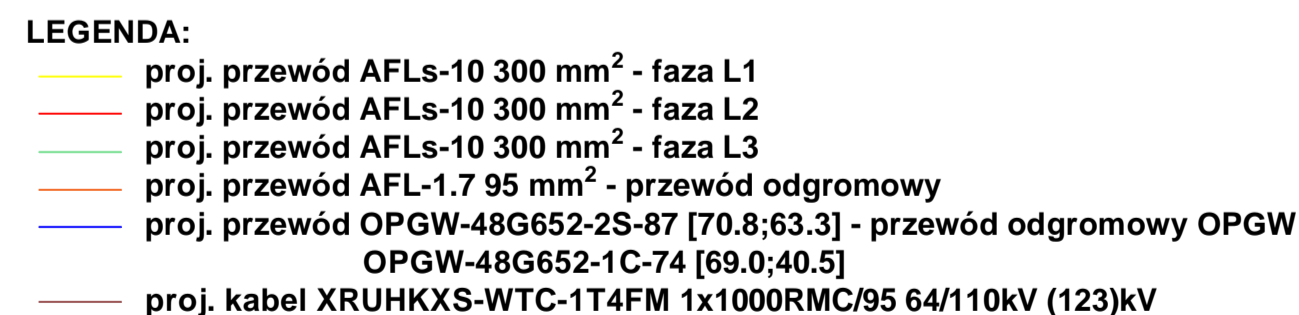 LEGENDA:
proj. przewód AFLs-10 300 mm² - faza L1
proj. przewód AFLs-10 300 mm² - faza L2
proj. przewód AFLs-10 300 mm² - faza L3
proj. przewód AFL-1.7 95 mm² - przewód odgromowy
proj. przewód OPGW-48G652-2S-87 [70.8;63.3] - przewód odgromowy OPGW
OPGW-48G652-1C-74 [69.0;40.5]
proj. kabel XRUHKXS-WTC-1T4FM 1x1000RMC/95 64/110kV (123)kV